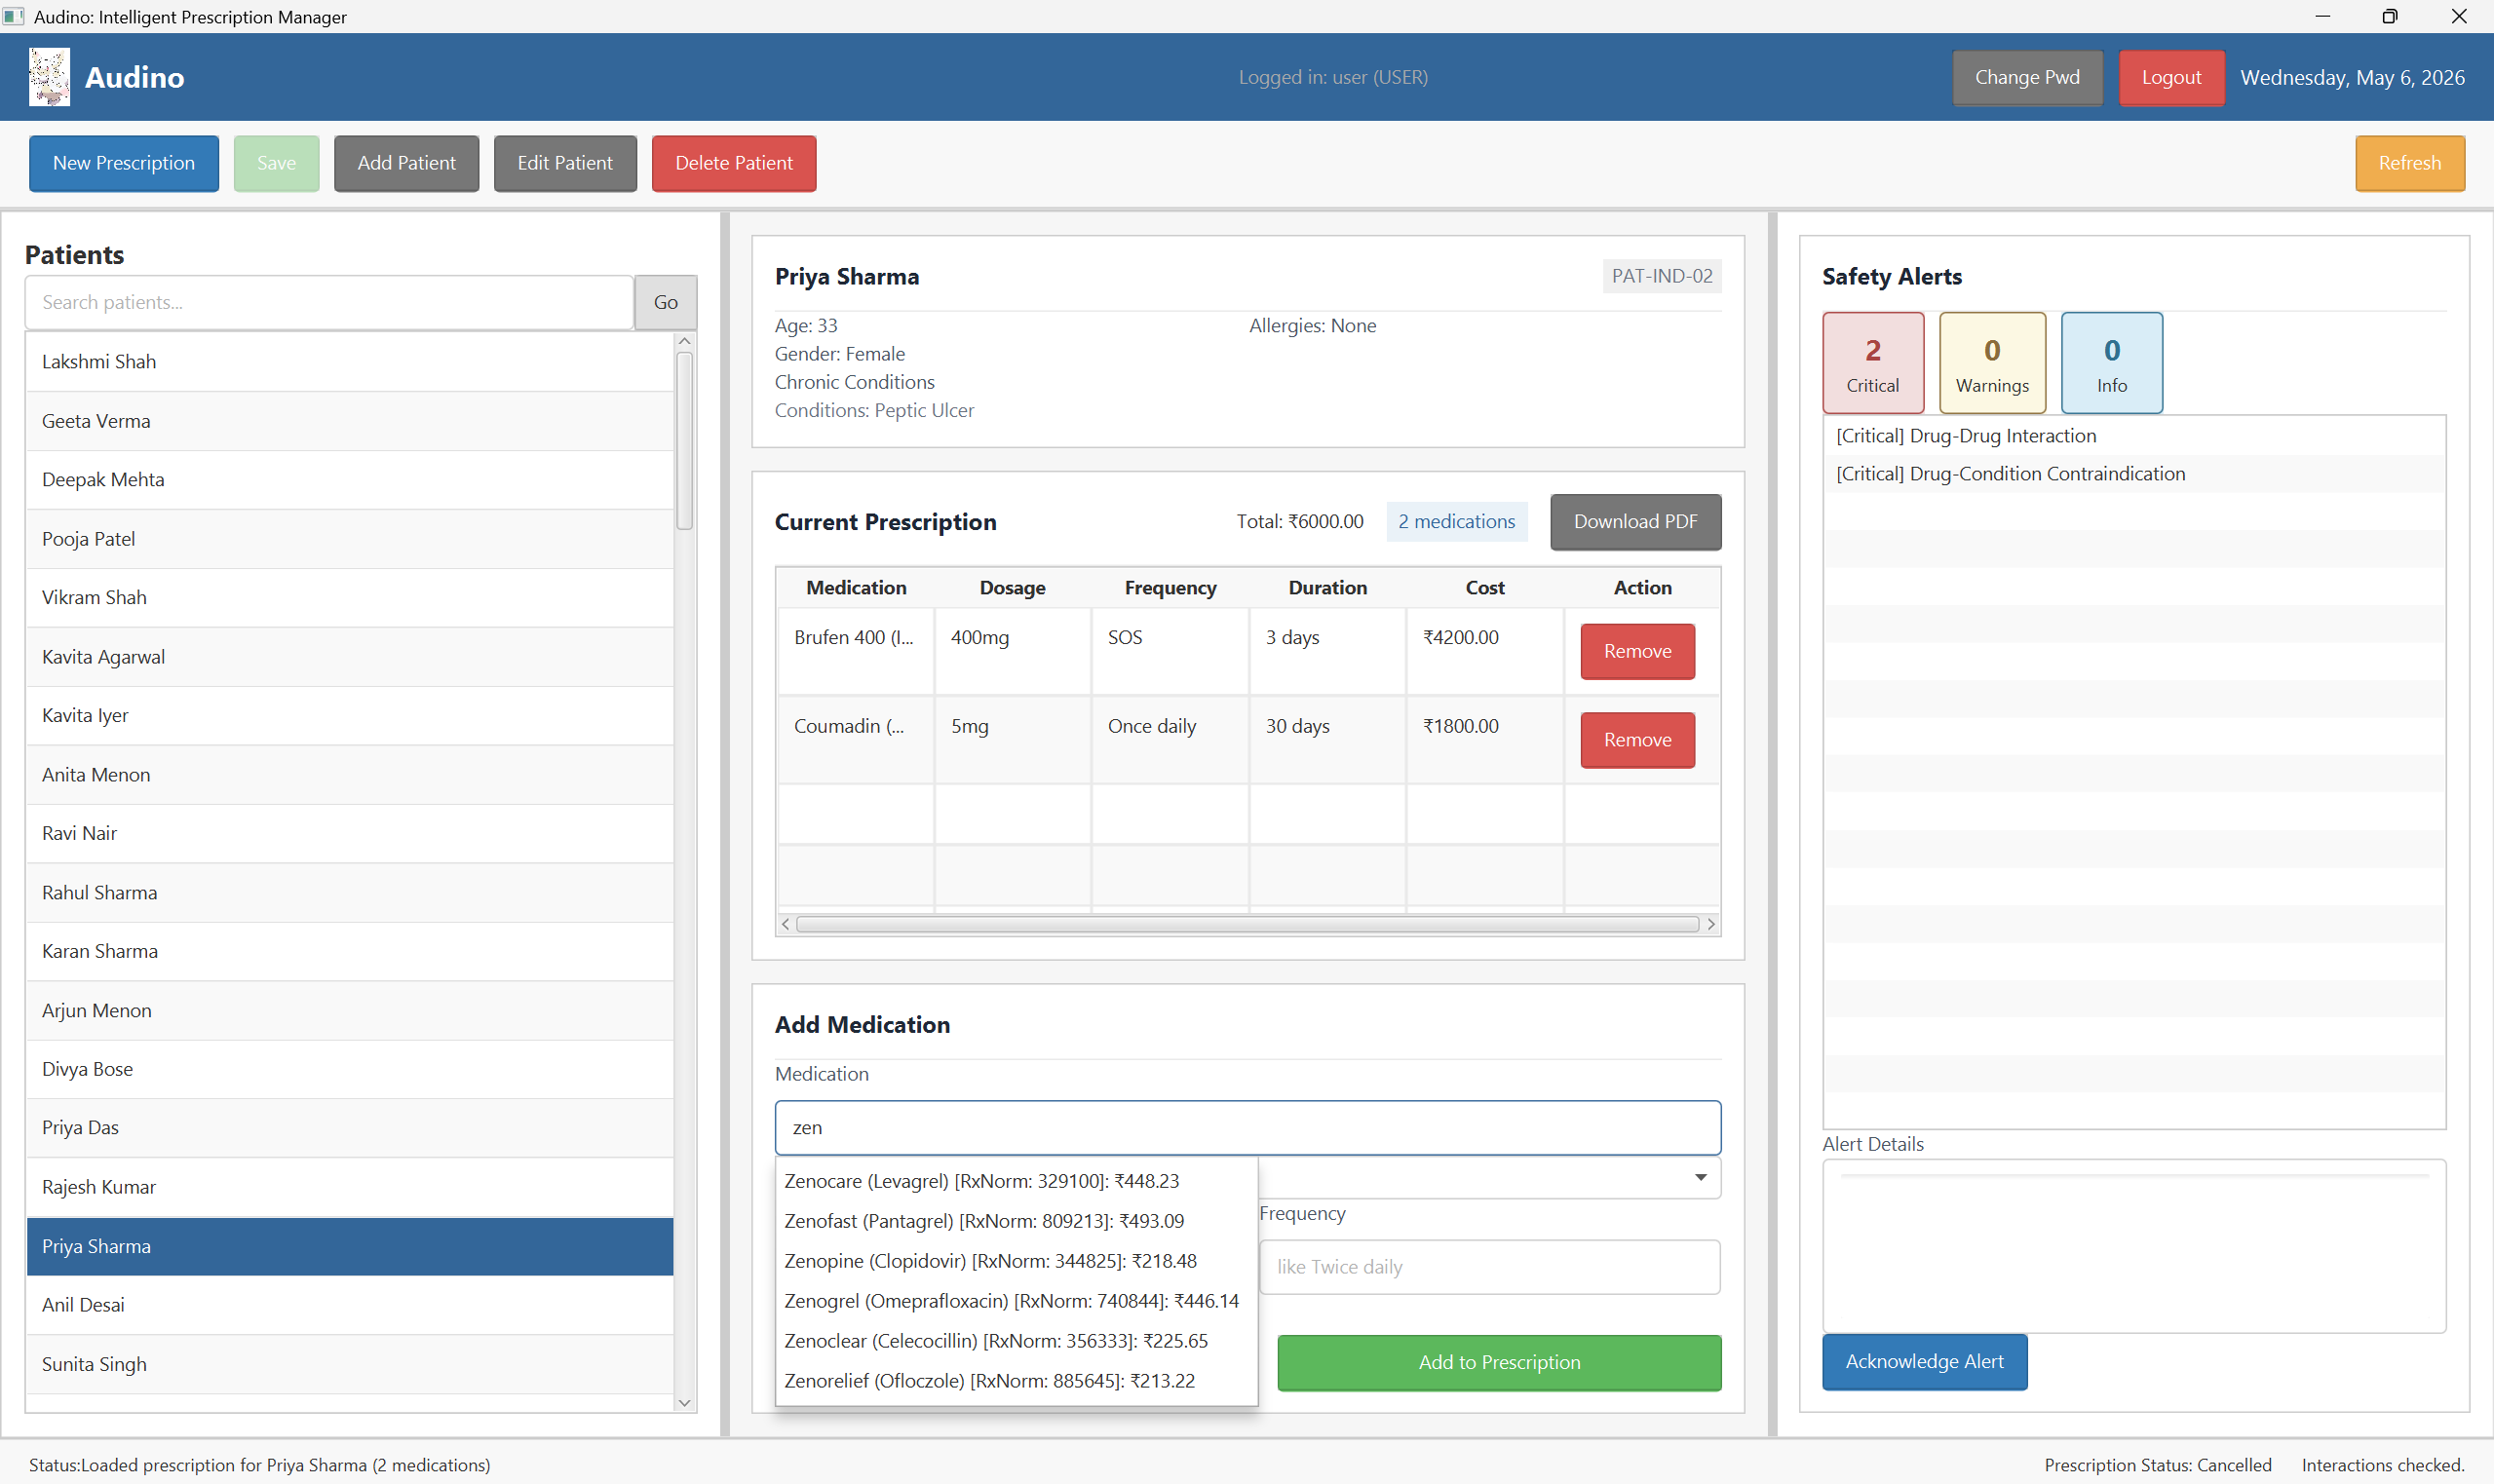 Audino: Intelligent Prescription Manager
Audino
Logged in: user (USER)
Change Pwd
Logout
Wednesday, May 6, 2026
New Prescription
Save
Add Patient
Edit Patient
Delete Patient
Refresh
Patients
Search patients...
Go
Lakshmi Shah
Geeta Verma
Deepak Mehta
Pooja Patel
Vikram Shah
Kavita Agarwal
Kavita Iyer
Anita Menon
Ravi Nair
Rahul Sharma
Karan Sharma
Arjun Menon
Divya Bose
Priya Das
Rajesh Kumar
Priya Sharma
Anil Desai
Sunita Singh
Priya Sharma
PAT-IND-02
Age: 33
Allergies: None
Gender: Female
Chronic Conditions
Conditions: Peptic Ulcer
Current Prescription
Total: ₹6000.00
2 medications
Download PDF
Medication Dosage Frequency Duration Cost Action
Brufen 400 (I... 400mg SOS 3 days ₹4200.00 Remove
Coumadin (... 5mg Once daily 30 days ₹1800.00 Remove
Add Medication
Medication
zen
Zenocare (Levagrel) [RxNorm: 329100]: ₹448.23
Zenofast (Pantagrel) [RxNorm: 809213]: ₹493.09
Zenopine (Clopidovir) [RxNorm: 344825]: ₹218.48
Zenogrel (Omeprafloxacin) [RxNorm: 740844]: ₹446.14
Zenoclear (Celecocillin) [RxNorm: 356333]: ₹225.65
Zenorelief (Ofloczole) [RxNorm: 885645]: ₹213.22
Frequency
like Twice daily
Add to Prescription
Safety Alerts
2 Critical
0 Warnings
0 Info
[Critical] Drug-Drug Interaction
[Critical] Drug-Condition Contraindication
Alert Details
Acknowledge Alert
Status:Loaded prescription for Priya Sharma (2 medications)
Prescription Status: Cancelled
Interactions checked.